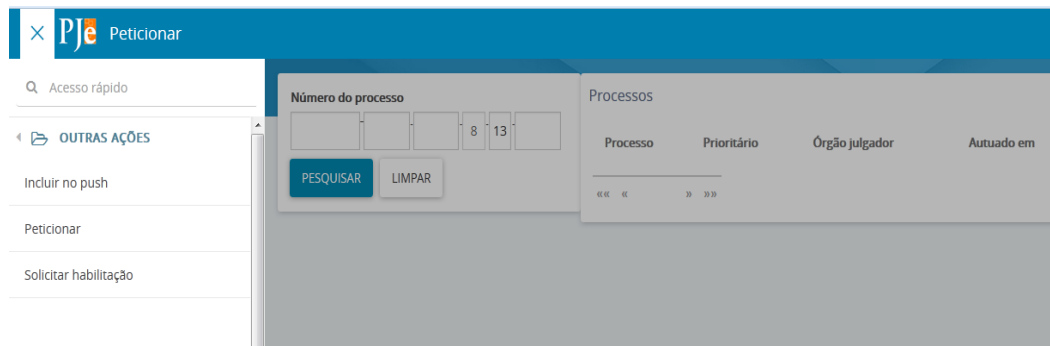 PJe Peticionar
Acesso rápido
OUTRAS AÇÕES
Incluir no push
Peticionar
Solicitar habilitação
Número do processo
- - - 8 - 13 -
PESQUISAR LIMPAR
Processos
Processo Prioritário Órgão julgador Autuado em
«« « » »»